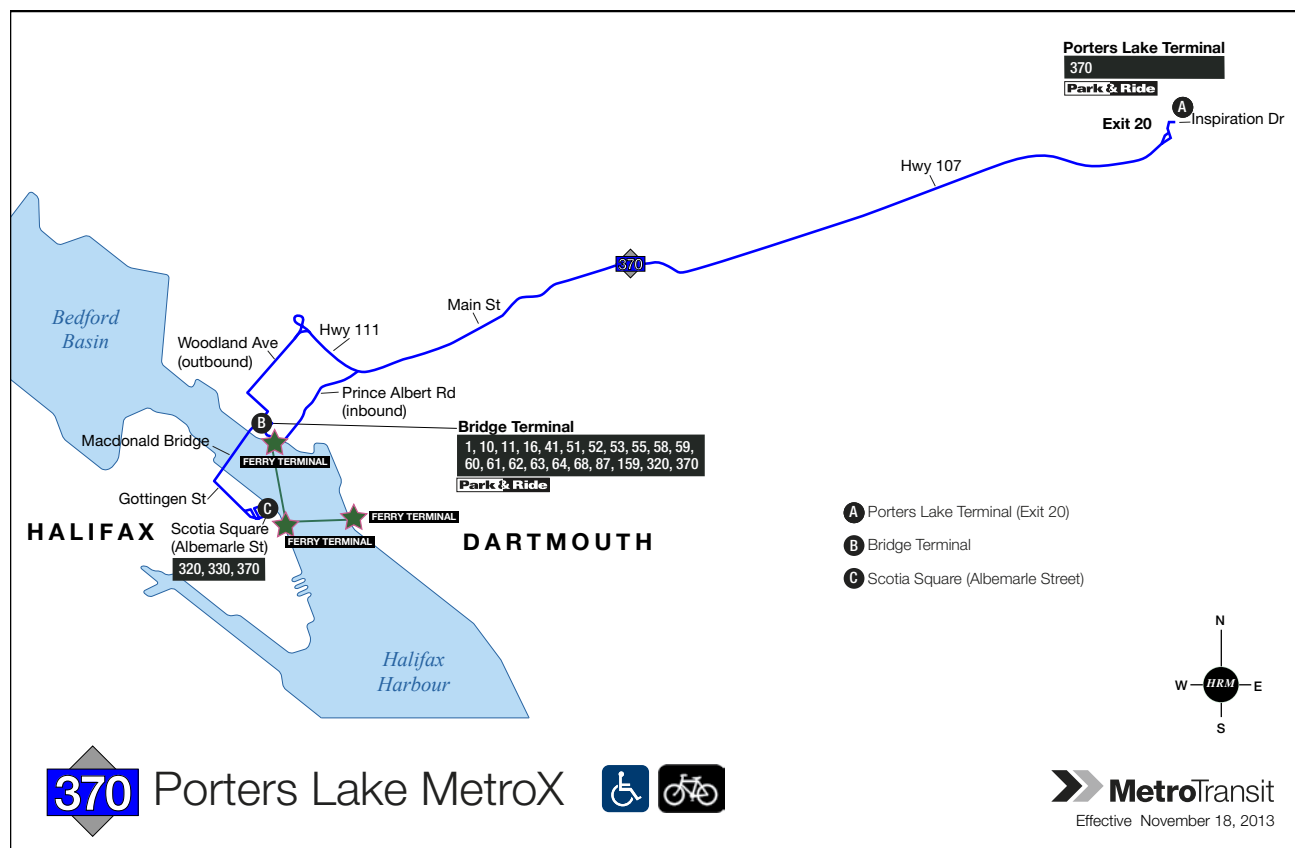 Porters Lake Terminal
370
Park & Ride
A
Exit 20
Inspiration Dr
Hwy 107
370
Main St
Bedford
Basin
Hwy 111
Woodland Ave
(outbound)
Prince Albert Rd
(inbound)
B
Bridge Terminal
1, 10, 11, 16, 41, 51, 52, 53, 55, 58, 59,
60, 61, 62, 63, 64, 68, 87, 159, 320, 370
Park & Ride
Macdonald Bridge
FERRY TERMINAL
Gottingen St
C
FERRY TERMINAL
HALIFAX
Scotia Square
(Albemarle St)
320, 330, 370
FERRY TERMINAL
DARTMOUTH
A Porters Lake Terminal (Exit 20)
B Bridge Terminal
C Scotia Square (Albemarle Street)
Halifax
Harbour
N
W HRM E
S
370 Porters Lake MetroX
MetroTransit
Effective November 18, 2013